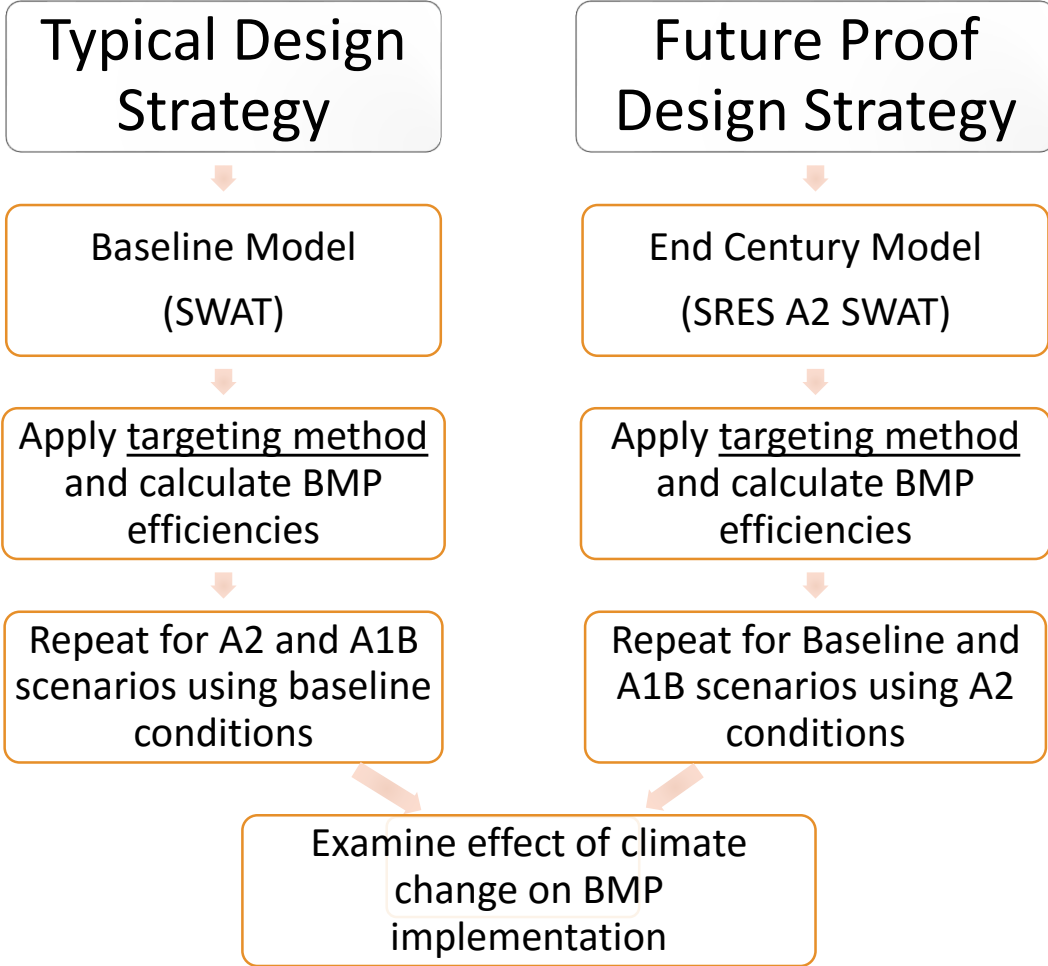 Typical Design
Strategy
Baseline Model
(SWAT)
Apply targeting method
and calculate BMP
efficiencies
Repeat for A2 and A1B
scenarios using baseline
conditions
Future Proof
Design Strategy
End Century Model
(SRES A2 SWAT)
Apply targeting method
and calculate BMP
efficiencies
Repeat for Baseline and
A1B scenarios using A2
conditions
Examine effect of climate
change on BMP
implementation